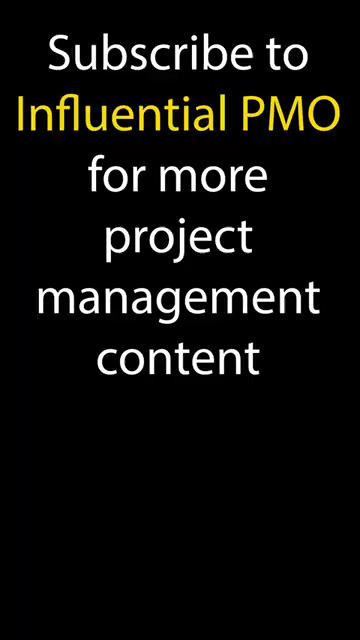 Subscribe to
Influential PMO
for more
project
management
content